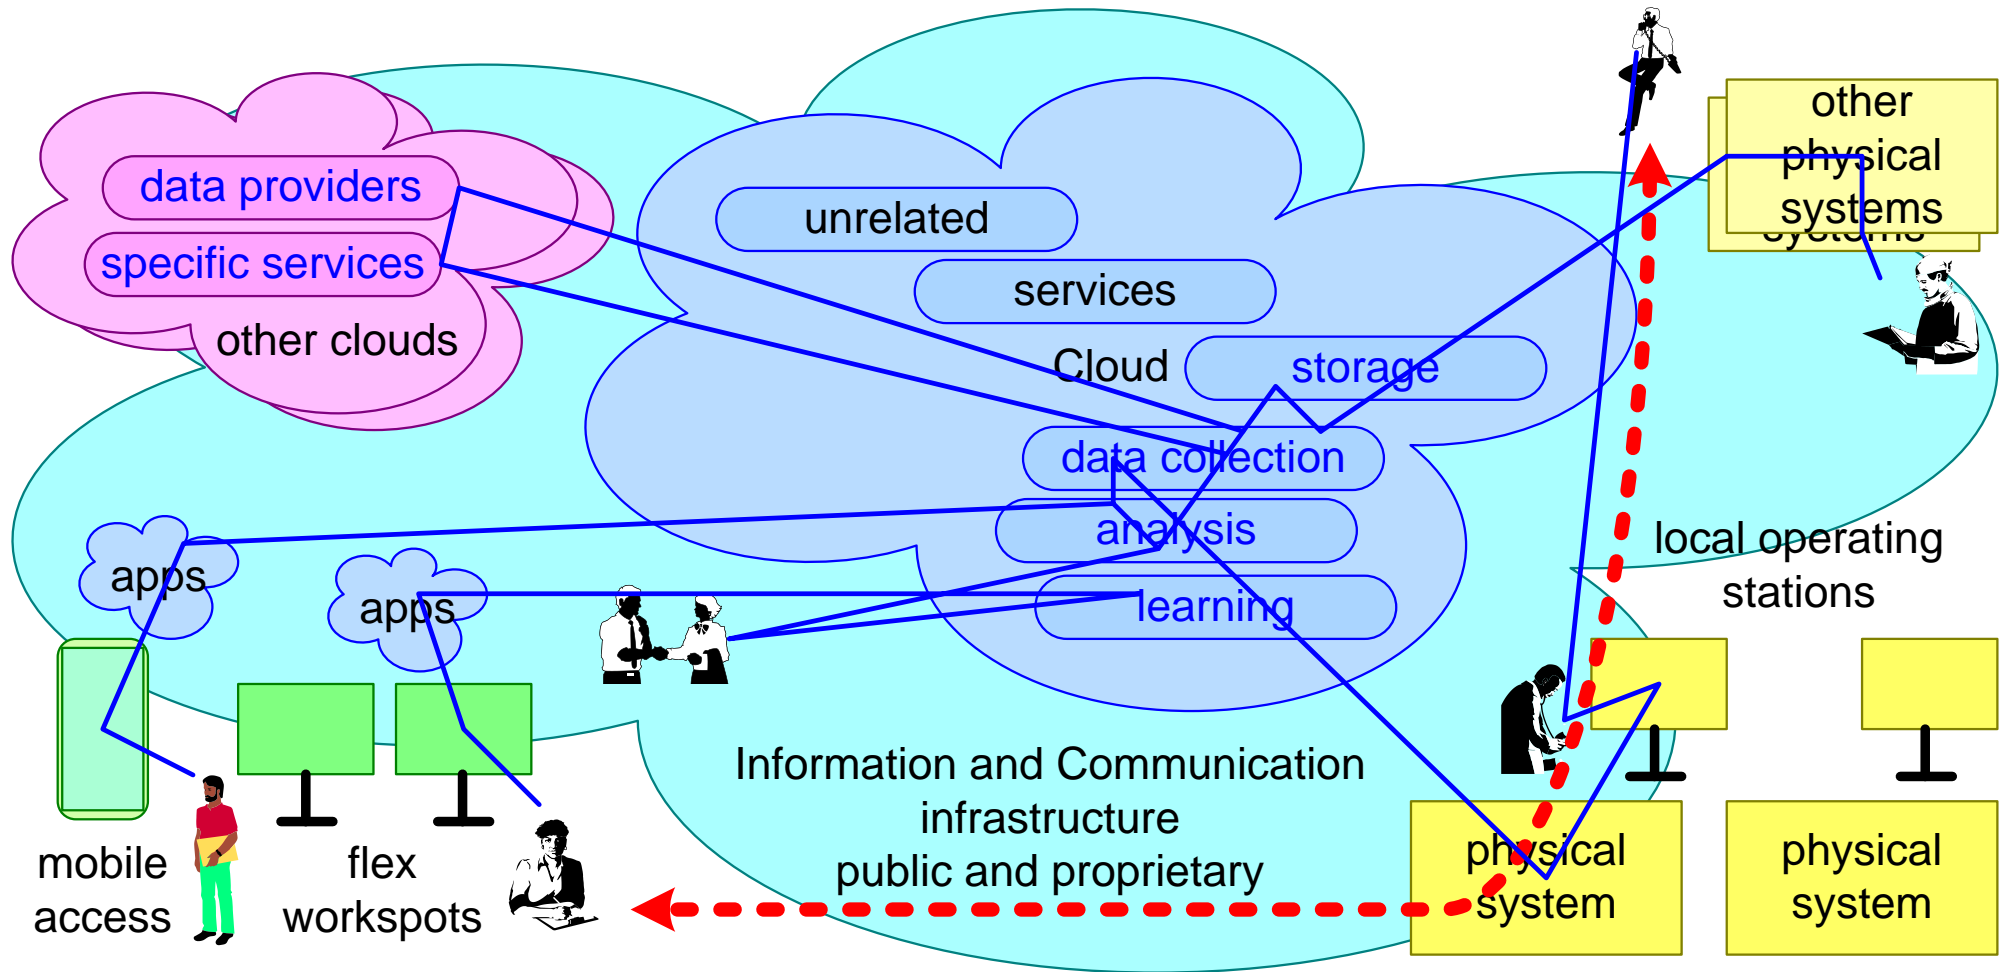 other
physical
systems
systems
data providers
specific services
other clouds
unrelated
services
Cloud
storage
data collection
analysis
learning
apps
apps
local operating
stations
Information and Communication
infrastructure
public and proprietary
mobile
access
flex
workspots
physical
system
physical
system